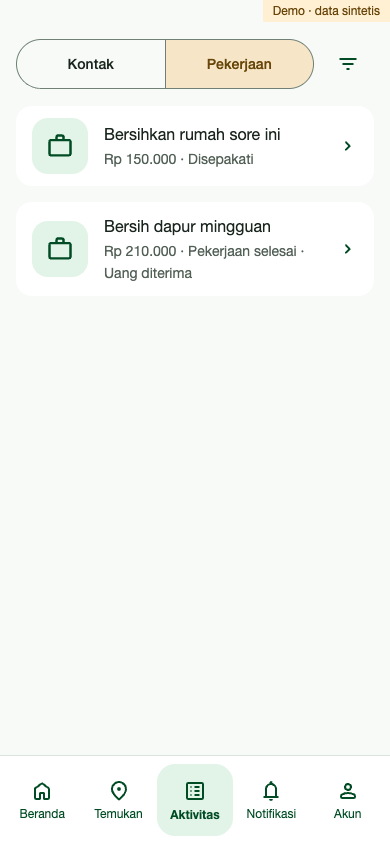 Demo · data sintetis
Kontak
Pekerjaan
Bersihkan rumah sore ini
Rp 150.000 · Disepakati
Bersih dapur mingguan
Rp 210.000 · Pekerjaan selesai ·
Uang diterima
Beranda
Temukan
Aktivitas
Notifikasi
Akun